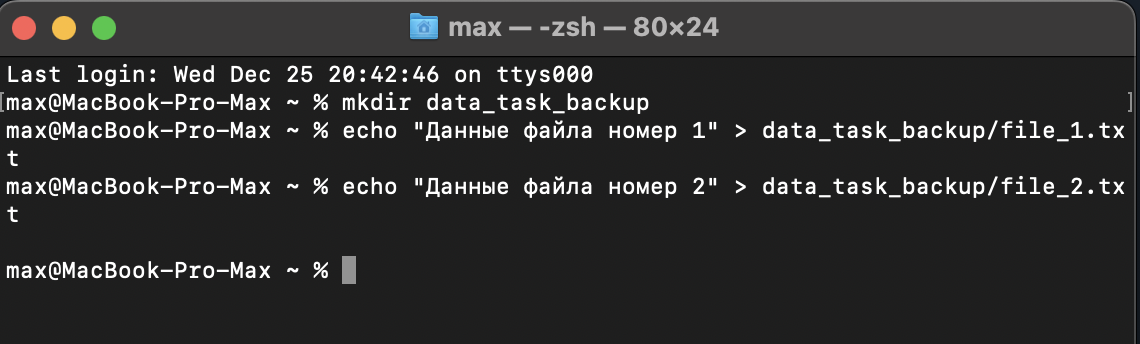 max — -zsh — 80×24
Last login: Wed Dec 25 20:42:46 on ttys000
[max@MacBook-Pro-Max ~ % mkdir data_task_backup ]
max@MacBook-Pro-Max ~ % echo "Данные файла номер 1" > data_task_backup/file_1.tx
t
max@MacBook-Pro-Max ~ % echo "Данные файла номер 2" > data_task_backup/file_2.tx
t
max@MacBook-Pro-Max ~ %